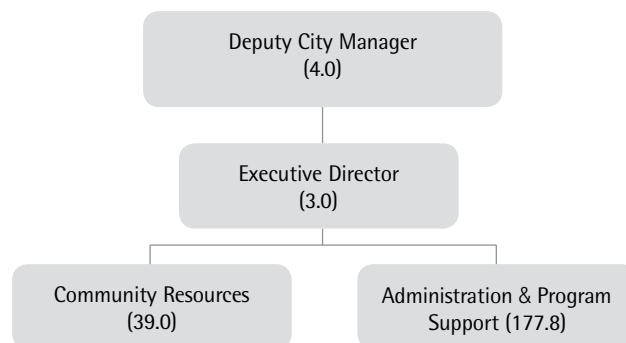 Deputy City Manager
(4.0)
Executive Director
(3.0)
Community Resources
(39.0)
Administration & Program
Support (177.8)